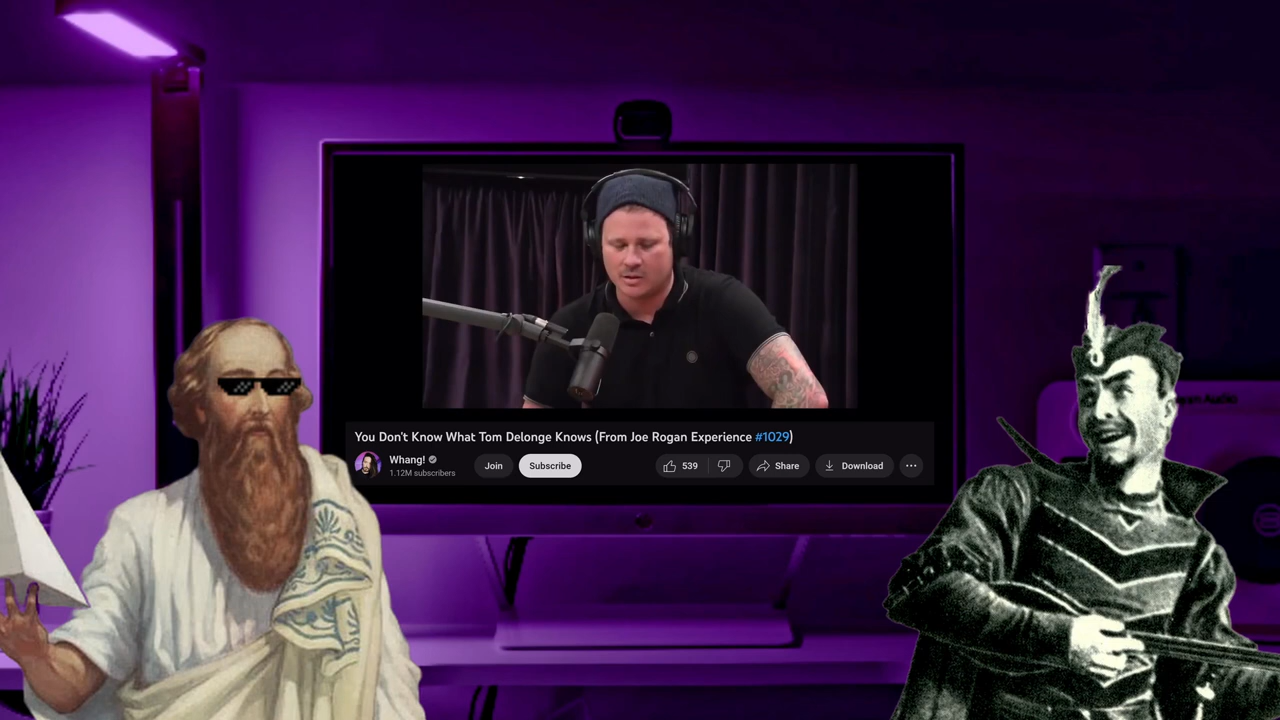 You Don't Know What Tom Delonge Knows (From Joe Rogan Experience #1029)
Whang!
1.12M subscribers
Join
Subscribe
539
Share
Download
Audio